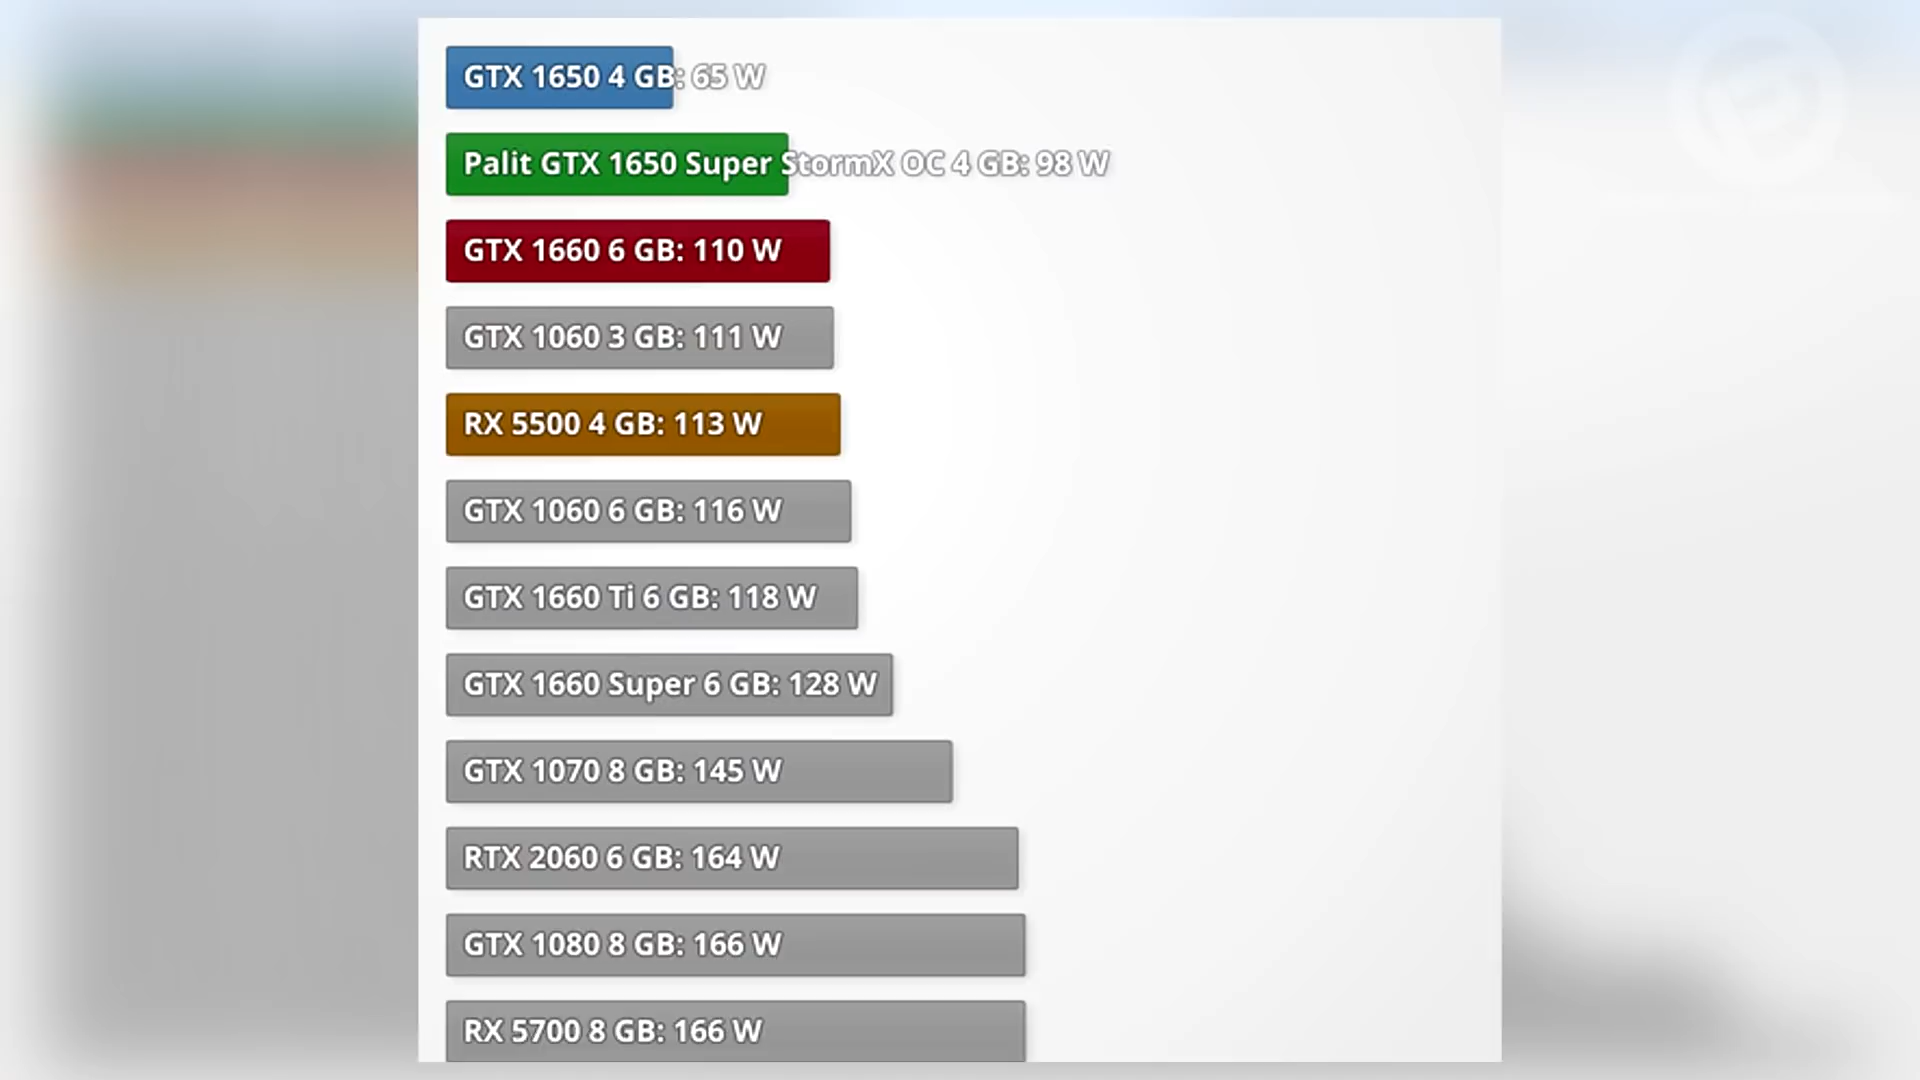 GTX 1650 4 GB: 65 W
Palit GTX 1650 Super StormX OC 4 GB: 98 W
GTX 1660 6 GB: 110 W
GTX 1060 3 GB: 111 W
RX 5500 4 GB: 113 W
GTX 1060 6 GB: 116 W
GTX 1660 Ti 6 GB: 118 W
GTX 1660 Super 6 GB: 128 W
GTX 1070 8 GB: 145 W
RTX 2060 6 GB: 164 W
GTX 1080 8 GB: 166 W
RX 5700 8 GB: 166 W